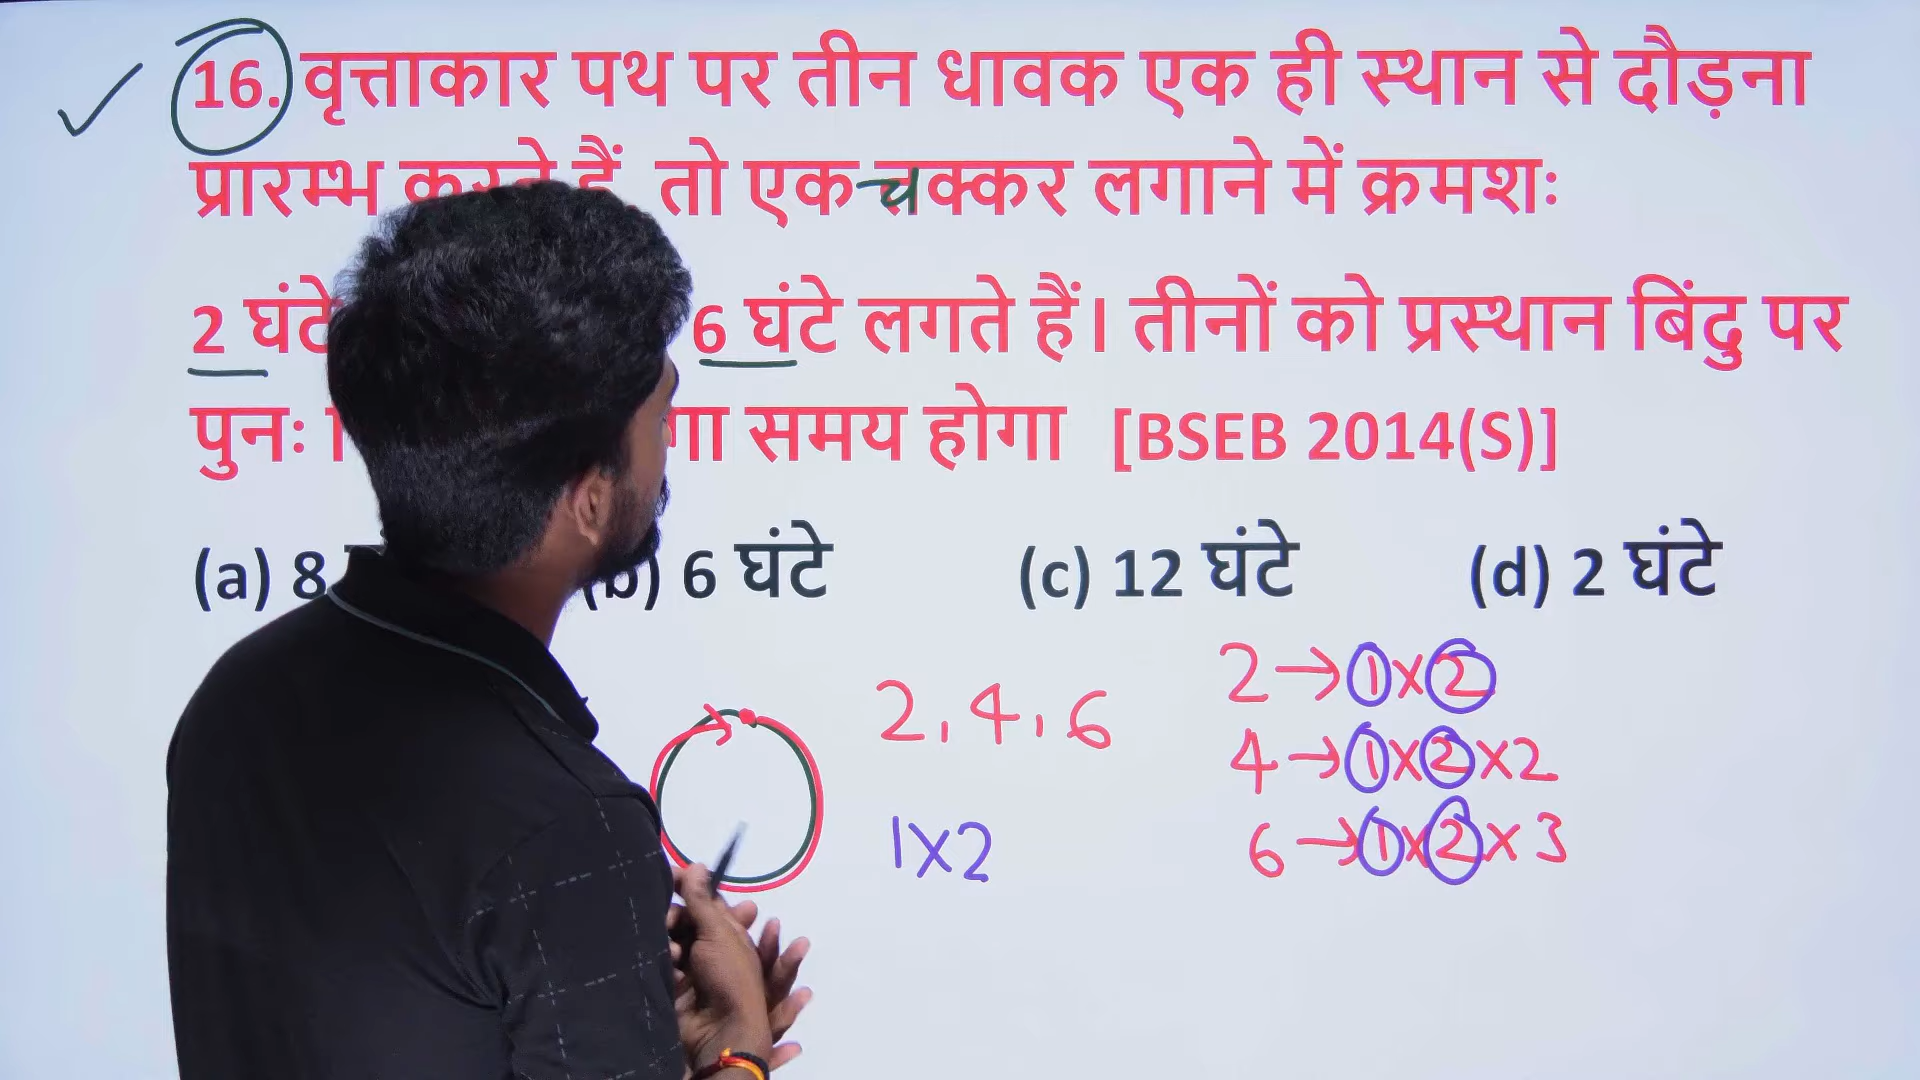 16. वृत्ताकार पथ पर तीन धावक एक ही स्थान से दौड़ना
प्रारम्भ करते हैं तो एक चक्कर लगाने में क्रमशः
2 घंटे 6 घंटे लगते हैं। तीनों को प्रस्थान बिंदु पर
पुनः समय होगा [BSEB 2014(S)]
(a) 8 (b) 6 घंटे (c) 12 घंटे (d) 2 घंटे
2 → 1 x 2
2, 4, 6
4 → 1 x 2 x 2
1 x 2
6 → 1 x 2 x 3